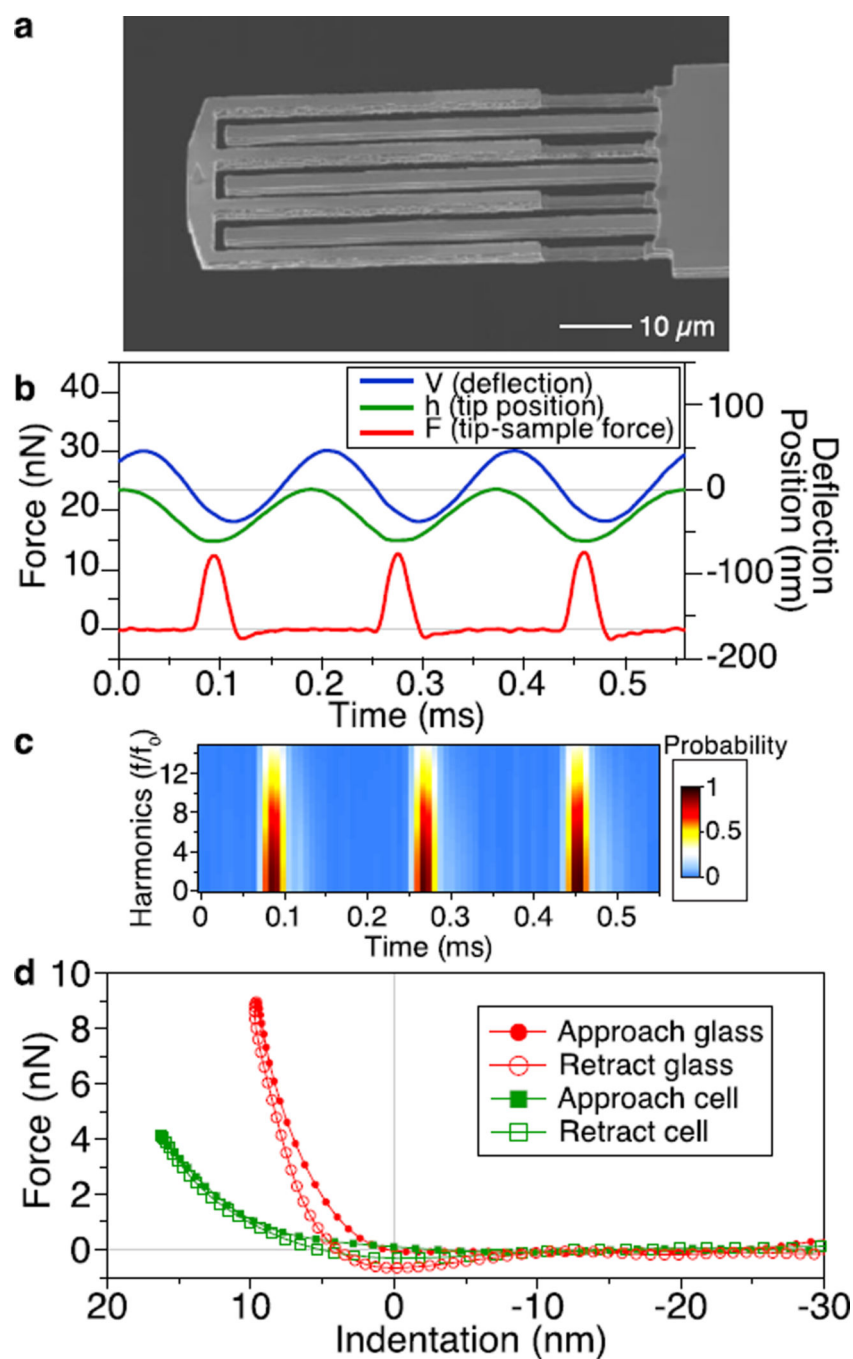 a
10 μm
b
V (deflection)
h (tip position)
F (tip-sample force)
40
30
20
10
0
Force (nN)
100
0
-100
-200
Deflection
Position (nm)
0.0 0.1 0.2 0.3 0.4 0.5
Time (ms)
c
Harmonics (f/fo)
12
8
4
0
0 0.1 0.2 0.3 0.4 0.5
Time (ms)
Probability
1
0.5
0
d
Force (nN)
10
8
6
4
2
0
Approach glass
Retract glass
Approach cell
Retract cell
20 10 0 -10 -20 -30
Indentation (nm)